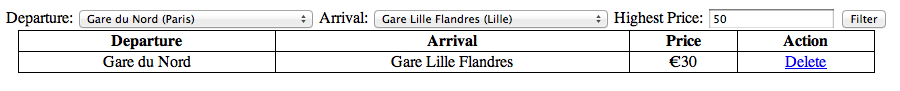 Departure: Gare du Nord (Paris) Arrival: Gare Lille Flandres (Lille) Highest Price: 50 Filter
Departure Arrival Price Action
Gare du Nord Gare Lille Flandres €30 Delete